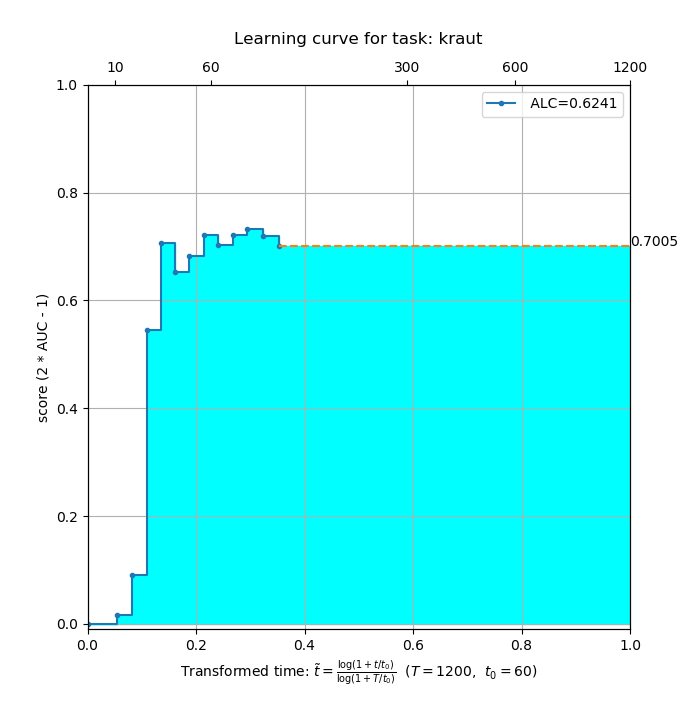 Learning curve for task: kraut
10 60 300 600 1200
ALC=0.6241
1.0
0.8
0.7005
0.6
0.4
0.2
0.0
score (2 * AUC - 1)
0.0 0.2 0.4 0.6 0.8 1.0
Transformed time: t̃ = log(1 + t/t₀) / log(1 + T/t₀) (T = 1200, t₀ = 60)